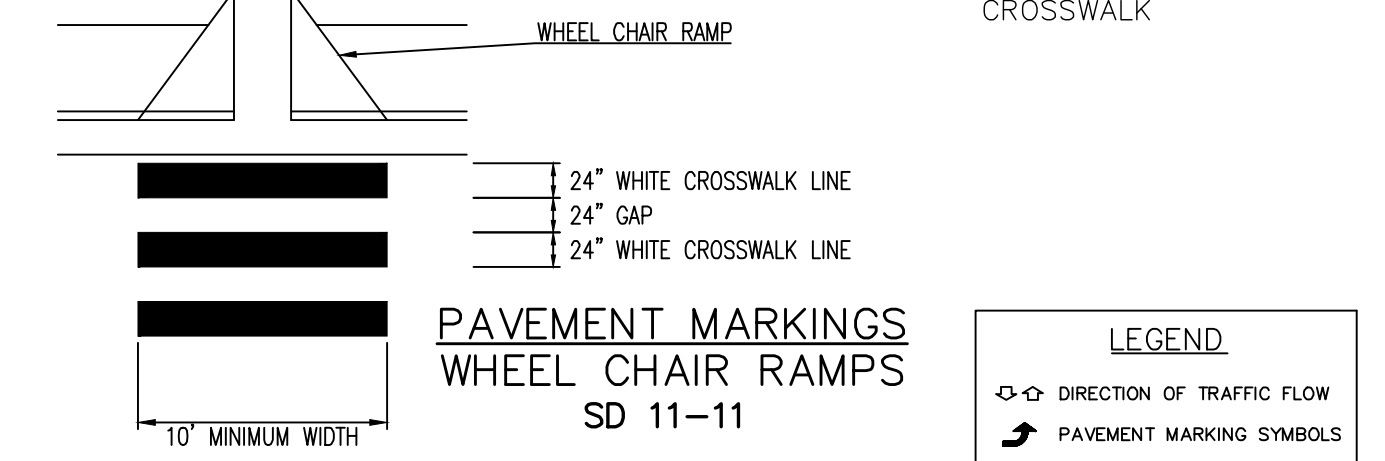 CROSSWALK
WHEEL CHAIR RAMP
24" WHITE CROSSWALK LINE
24" GAP
24" WHITE CROSSWALK LINE
PAVEMENT MARKINGS
WHEEL CHAIR RAMPS
SD 11-11
10' MINIMUM WIDTH
LEGEND
DIRECTION OF TRAFFIC FLOW
PAVEMENT MARKING SYMBOLS